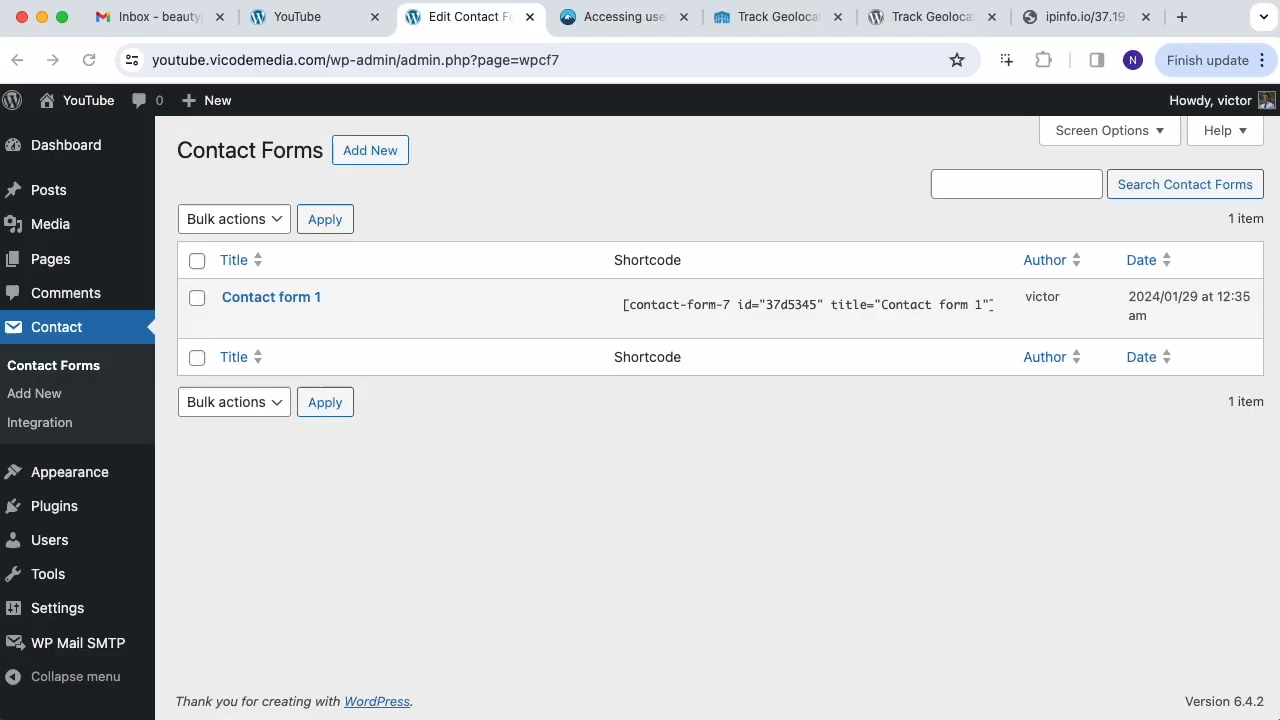 Inbox - beautyp
YouTube
Edit Contact Fo
Accessing use
Track Geoloca
Track Geoloca
ipinfo.io/37.19.
youtube.vicodemedia.com/wp-admin/admin.php?page=wpcf7
N
Finish update
YouTube
0
New
Howdy, victor
Dashboard
Posts
Media
Pages
Comments
Contact
Contact Forms
Add New
Integration
Appearance
Plugins
Users
Tools
Settings
WP Mail SMTP
Collapse menu
Screen Options
Help
Contact Forms
Add New
Search Contact Forms
Bulk actions
Apply
1 item
Title
Shortcode
Author
Date
Contact form 1
[contact-form-7 id="37d5345" title="Contact form 1"]
victor
2024/01/29 at 12:35
am
Title
Shortcode
Author
Date
Bulk actions
Apply
1 item
Thank you for creating with WordPress.
Version 6.4.2